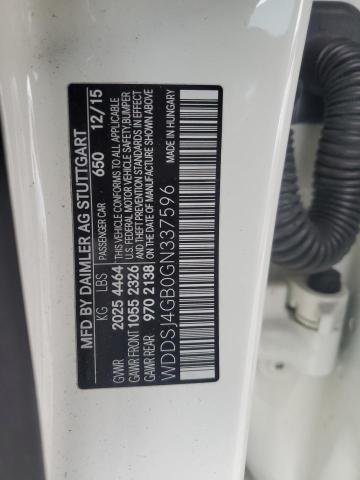 MFD BY DAIMLER AG STUTTGART
PASSENGER CAR 650 12/15
KG LBS
GVWR 2025 4464
GAWR FRONT 1055 2326
GAWR REAR 970 2138
THIS VEHICLE CONFORMS TO ALL APPLICABLE
U.S. FEDERAL MOTOR VEHICLE SAFETY BUMPER
AND THEFT PREVENTION STANDARDS IN EFFECT
ON THE DATE OF MANUFACTURE SHOWN ABOVE
WDDSJ4GB0GN337596 MADE IN HUNGARY